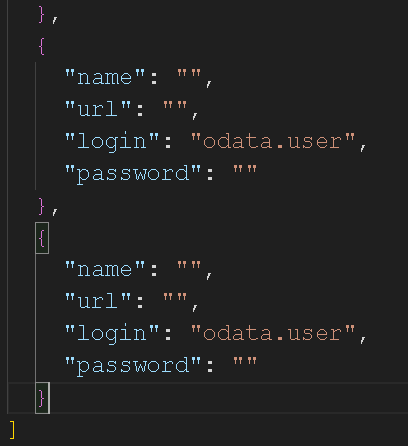 },
{
"name": "",
"url": "",
"login": "odata.user",
"password": ""
},
{
"name": "",
"url": "",
"login": "odata.user",
"password": ""
}
]